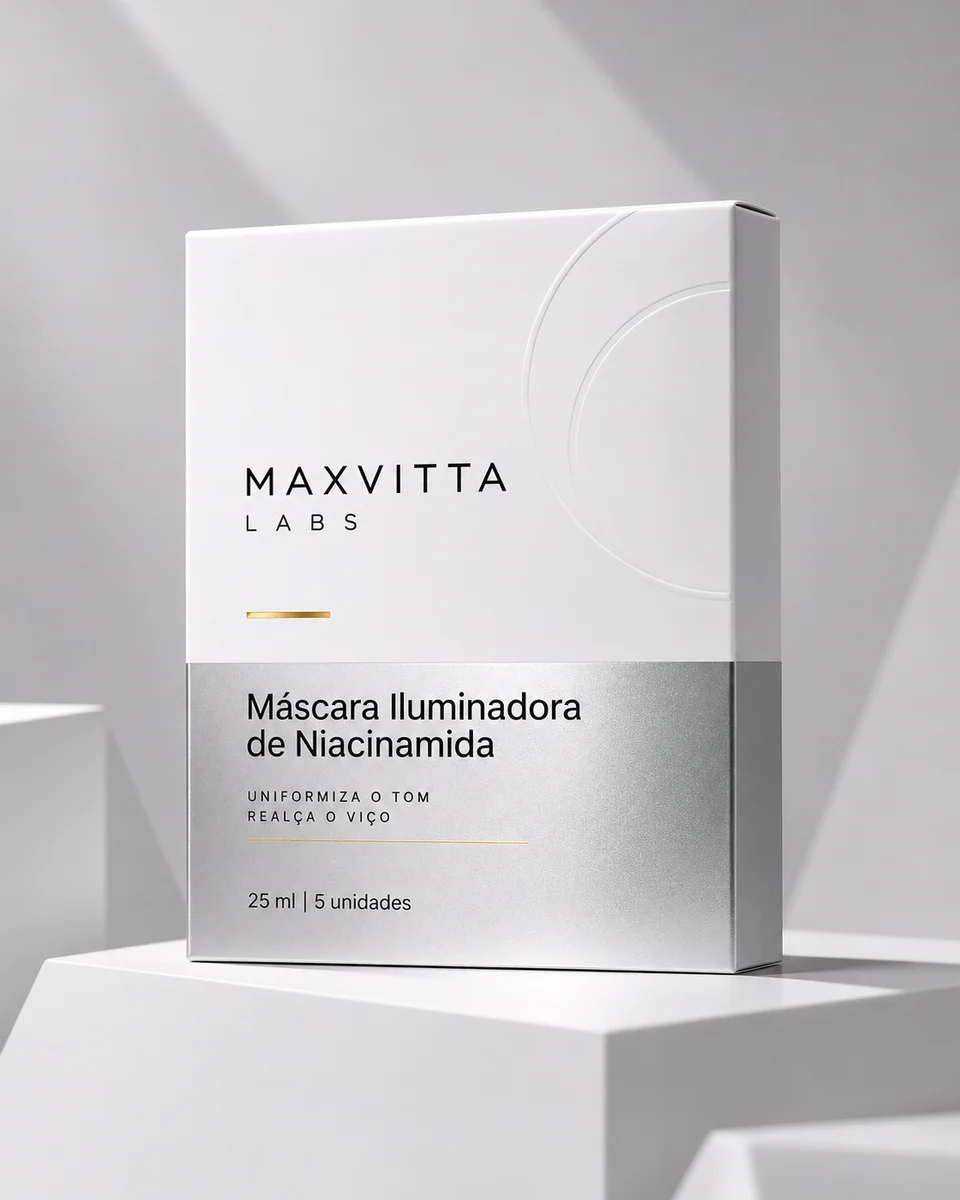 MAXVITTA
LABS
Máscara Iluminadora
de Niacinamida
UNIFORMIZA O TOM
REALÇA O VIÇO
25 ml | 5 unidades